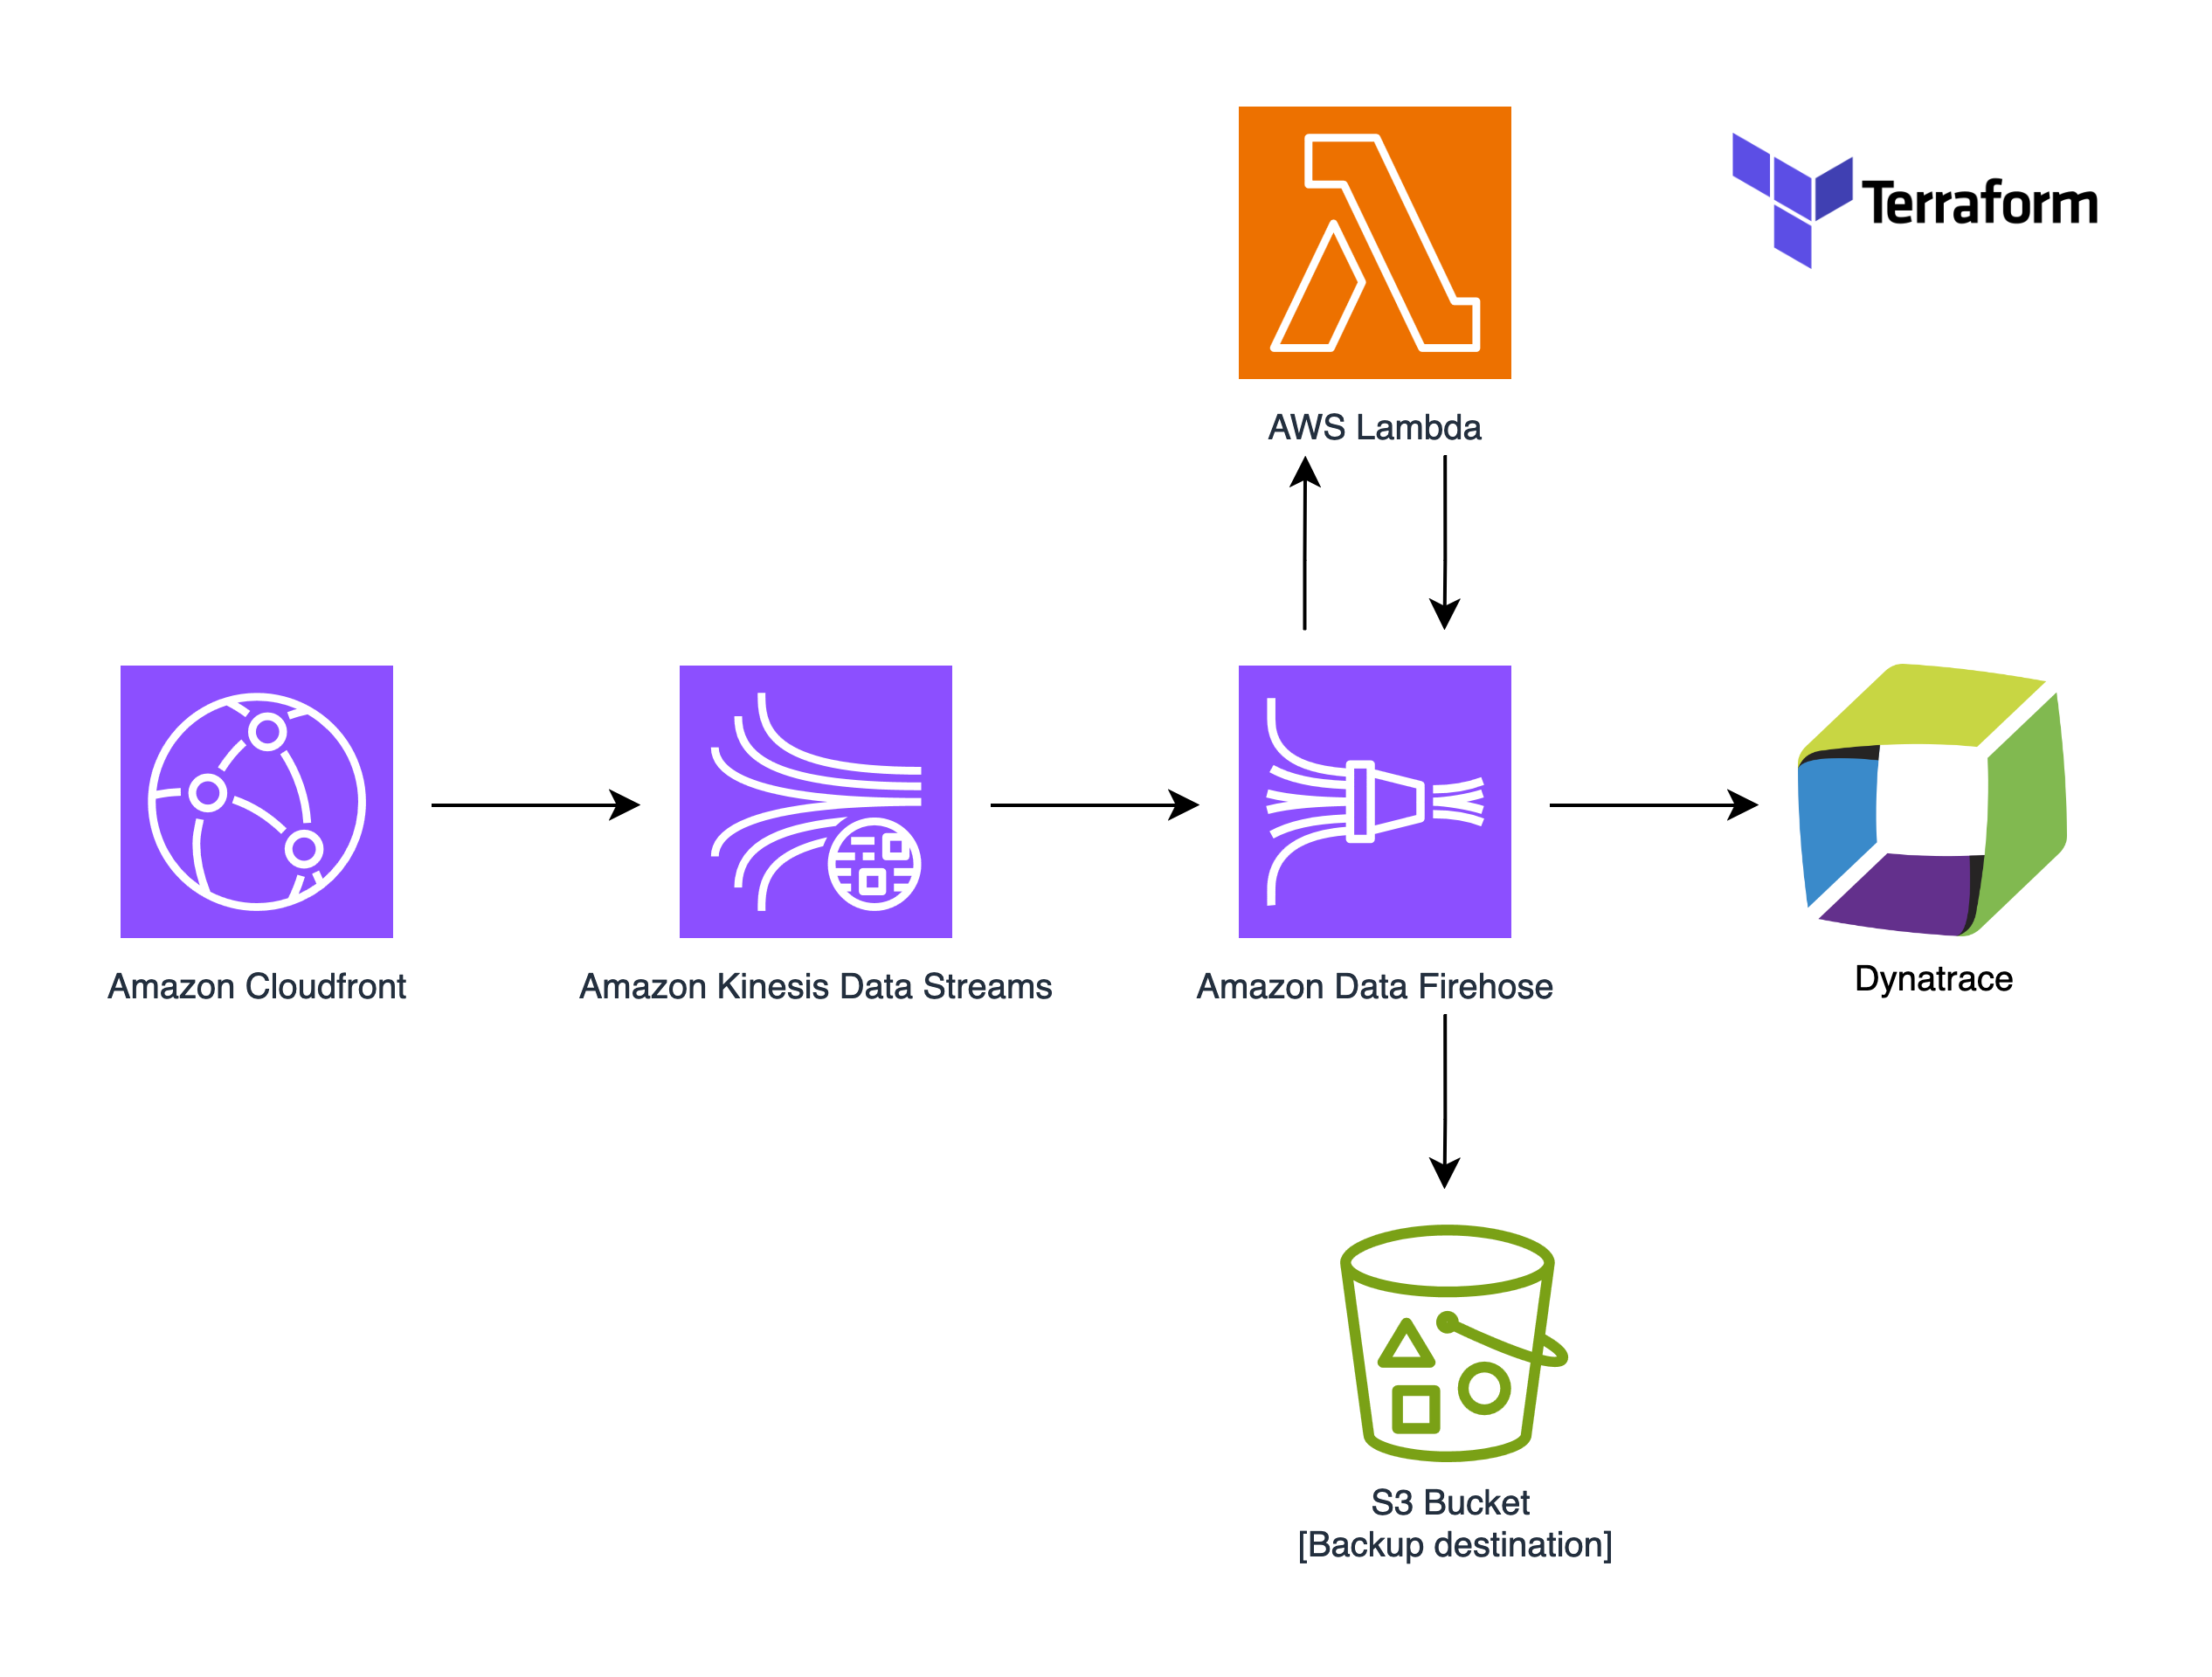 AWS Lambda
Terraform
Amazon Cloudfront
Amazon Kinesis Data Streams
Amazon Data Firehose
Dynatrace
S3 Bucket
[Backup destination]